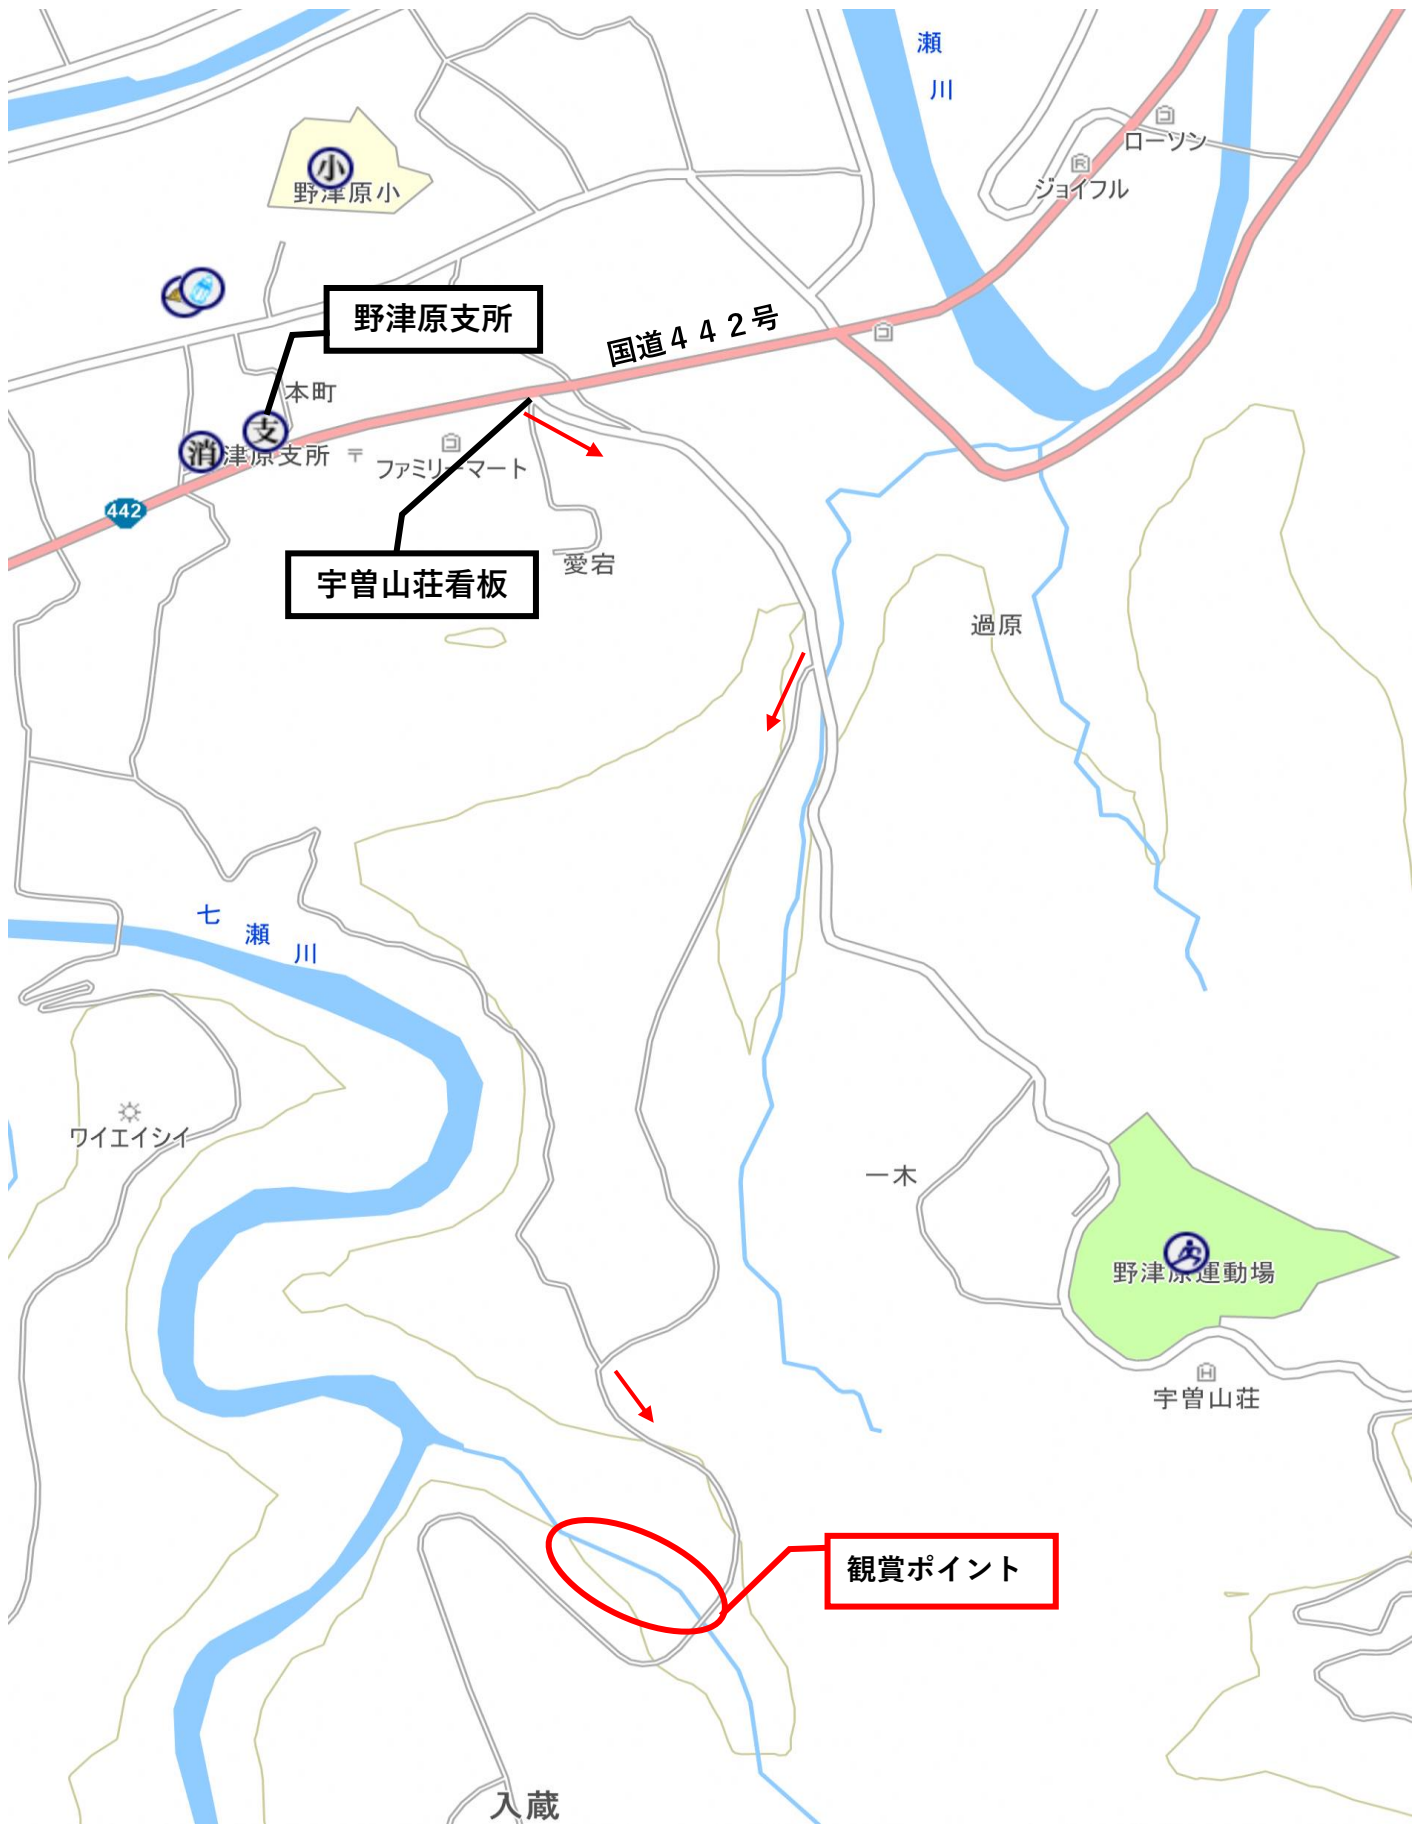 瀬
川
ローソン
ジョイフル
小
野津原小
国道４４２号
野津原支所
本町
支
消
津原支所
〒
ファミリーマート
442
宇曽山荘看板
愛宕
過原
七
瀬
川
ワイエイシイ
一木
野津原運動場
宇曽山荘
観賞ポイント
入蔵